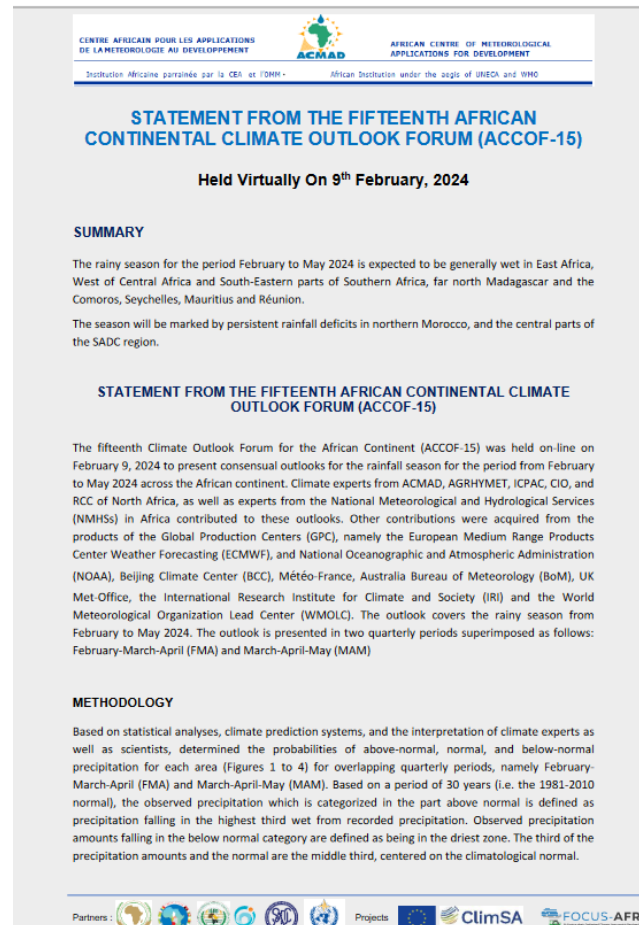 CENTRE AFRICAIN POUR LES APPLICATIONS
DE LA METEOROLOGIE AU DEVELOPPEMENT
ACMAD
AFRICAN CENTRE OF METEOROLOGICAL
APPLICATIONS FOR DEVELOPMENT
Institution Africaine parrainée par la CEA et l'OMM -
African Institution under the aegis of UNECA and WMO
STATEMENT FROM THE FIFTEENTH AFRICAN
CONTINENTAL CLIMATE OUTLOOK FORUM (ACCOF-15)
Held Virtually On 9th February, 2024
SUMMARY
The rainy season for the period February to May 2024 is expected to be generally wet in East Africa,
West of Central Africa and South-Eastern parts of Southern Africa, far north Madagascar and the
Comoros, Seychelles, Mauritius and Réunion.
The season will be marked by persistent rainfall deficits in northern Morocco, and the central parts of
the SADC region.
STATEMENT FROM THE FIFTEENTH AFRICAN CONTINENTAL CLIMATE
OUTLOOK FORUM (ACCOF-15)
The fifteenth Climate Outlook Forum for the African Continent (ACCOF-15) was held on-line on
February 9, 2024 to present consensual outlooks for the rainfall season for the period from February
to May 2024 across the African continent. Climate experts from ACMAD, AGRHYMET, ICPAC, CIO, and
RCC of North Africa, as well as experts from the National Meteorological and Hydrological Services
(NMHSs) in Africa contributed to these outlooks. Other contributions were acquired from the
products of the Global Production Centers (GPC), namely the European Medium Range Products
Center Weather Forecasting (ECMWF), and National Oceanographic and Atmospheric Administration
(NOAA), Beijing Climate Center (BCC), Météo-France, Australia Bureau of Meteorology (BoM), UK
Met-Office, the International Research Institute for Climate and Society (IRI) and the World
Meteorological Organization Lead Center (WMOLC). The outlook covers the rainy season from
February to May 2024. The outlook is presented in two quarterly periods superimposed as follows:
February-March-April (FMA) and March-April-May (MAM)
METHODOLOGY
Based on statistical analyses, climate prediction systems, and the interpretation of climate experts as
well as scientists, determined the probabilities of above-normal, normal, and below-normal
precipitation for each area (Figures 1 to 4) for overlapping quarterly periods, namely February-
March-April (FMA) and March-April-May (MAM). Based on a period of 30 years (i.e. the 1981-2010
normal), the observed precipitation which is categorized in the part above normal is defined as
precipitation falling in the highest third wet from recorded precipitation. Observed precipitation
amounts falling in the below normal category are defined as being in the driest zone. The third of the
precipitation amounts and the normal are the middle third, centered on the climatological normal.
Partners :
Projects
ClimSA
FOCUS-AFR